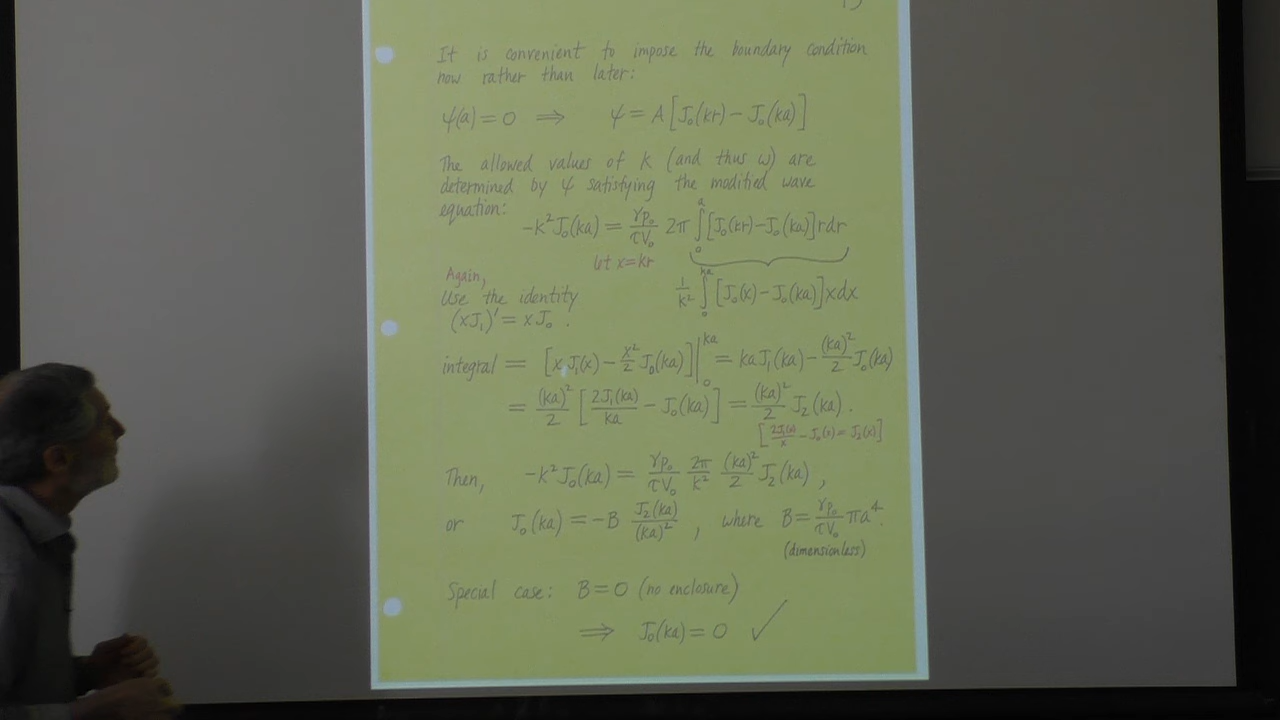 It is convenient to impose the boundary condition
now rather than later:
ψ(a) = 0 ⟹ ψ = A[J₀(kr) − J₀(ka)]
The allowed values of k (and thus ω) are
determined by ψ satisfying the modified wave
equation:
−k²J₀(ka) = γp₀/τV₀ 2π ∫₀ᵃ [J₀(kr) − J₀(ka)] r dr
let x = kr
Again,
Use the identity
(xJ₁)' = xJ₀.
1/k² ∫₀ᵏᵃ [J₀(x) − J₀(ka)] x dx
integral = [x J₁(x) − x²/2 J₀(ka)]|₀ᵏᵃ = ka J₁(ka) − (ka)²/2 J₀(ka)
= (ka)²/2 [2J₁(ka)/ka − J₀(ka)] = (ka)²/2 J₂(ka).
[2J₁(x)/x − J₀(x) = J₂(x)]
Then, −k²J₀(ka) = γp₀/τV₀ 2π/k² (ka)²/2 J₂(ka),
or J₀(ka) = −B J₂(ka)/(ka)², where B = γp₀/τV₀ πa⁴.
(dimensionless)
Special case: B = 0 (no enclosure)
⟹ J₀(ka) = 0 ✓